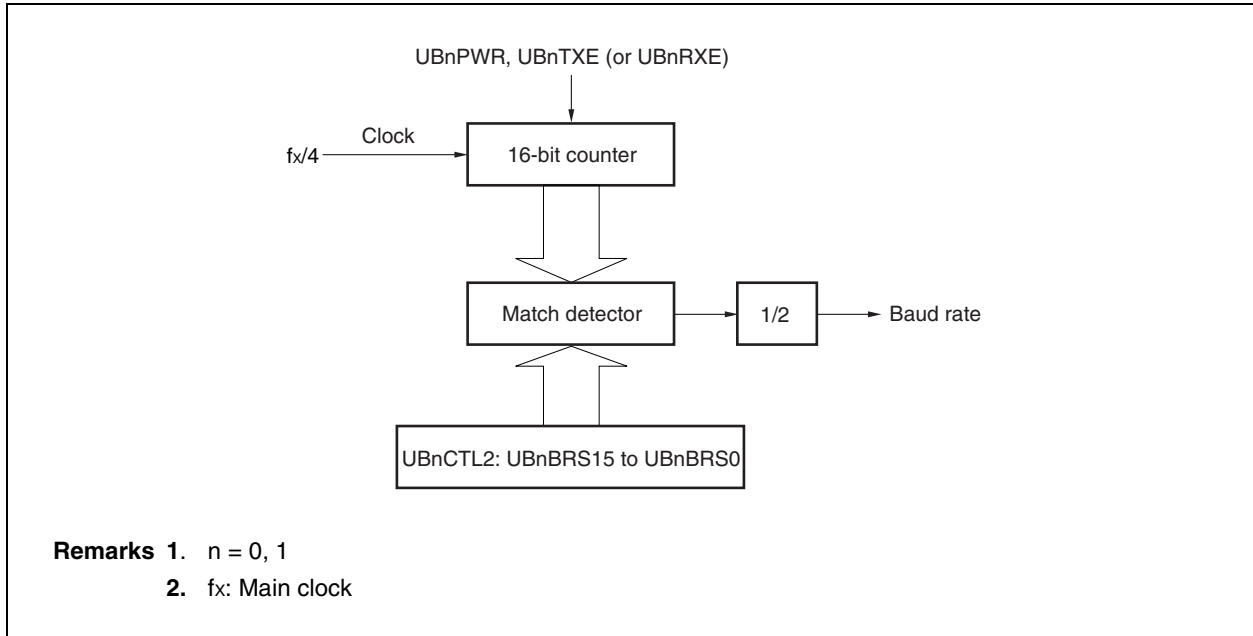 UBnPWR, UBnTXE (or UBnRXE)
Clock
fx/4
16-bit counter
Match detector
1/2
Baud rate
UBnCTL2: UBnBRS15 to UBnBRS0
Remarks 1. n = 0, 1
2. fx: Main clock